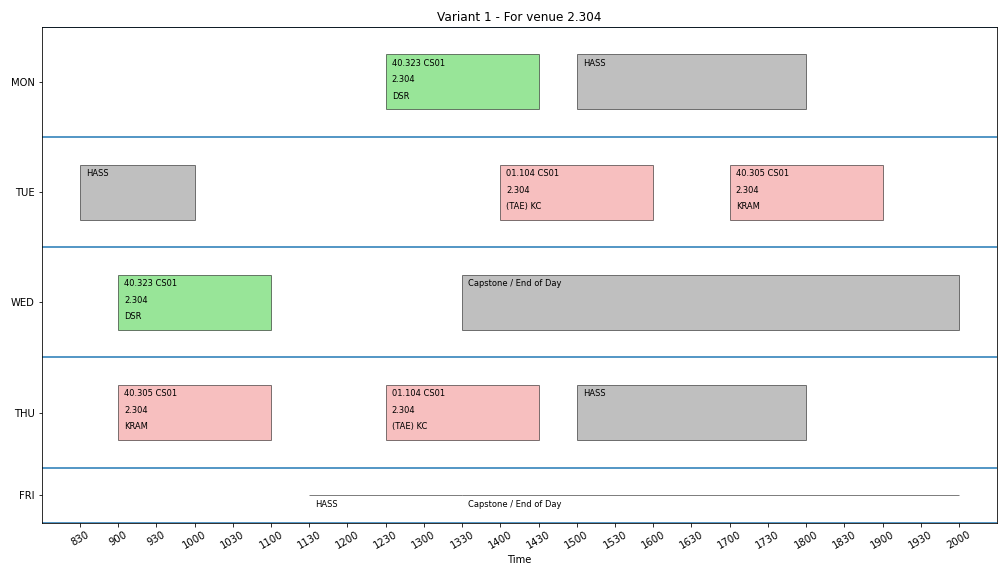 Variant 1 - For venue 2.304
MON
40.323 CS01
2.304
DSR
HASS
TUE
HASS
01.104 CS01
2.304
(TAE) KC
40.305 CS01
2.304
KRAM
WED
40.323 CS01
2.304
DSR
Capstone / End of Day
THU
40.305 CS01
2.304
KRAM
01.104 CS01
2.304
(TAE) KC
HASS
FRI
HASS
Capstone / End of Day
830 900 930 1000 1030 1100 1130 1200 1230 1300 1330 1400 1430 1500 1530 1600 1630 1700 1730 1800 1830 1900 1930 2000
Time